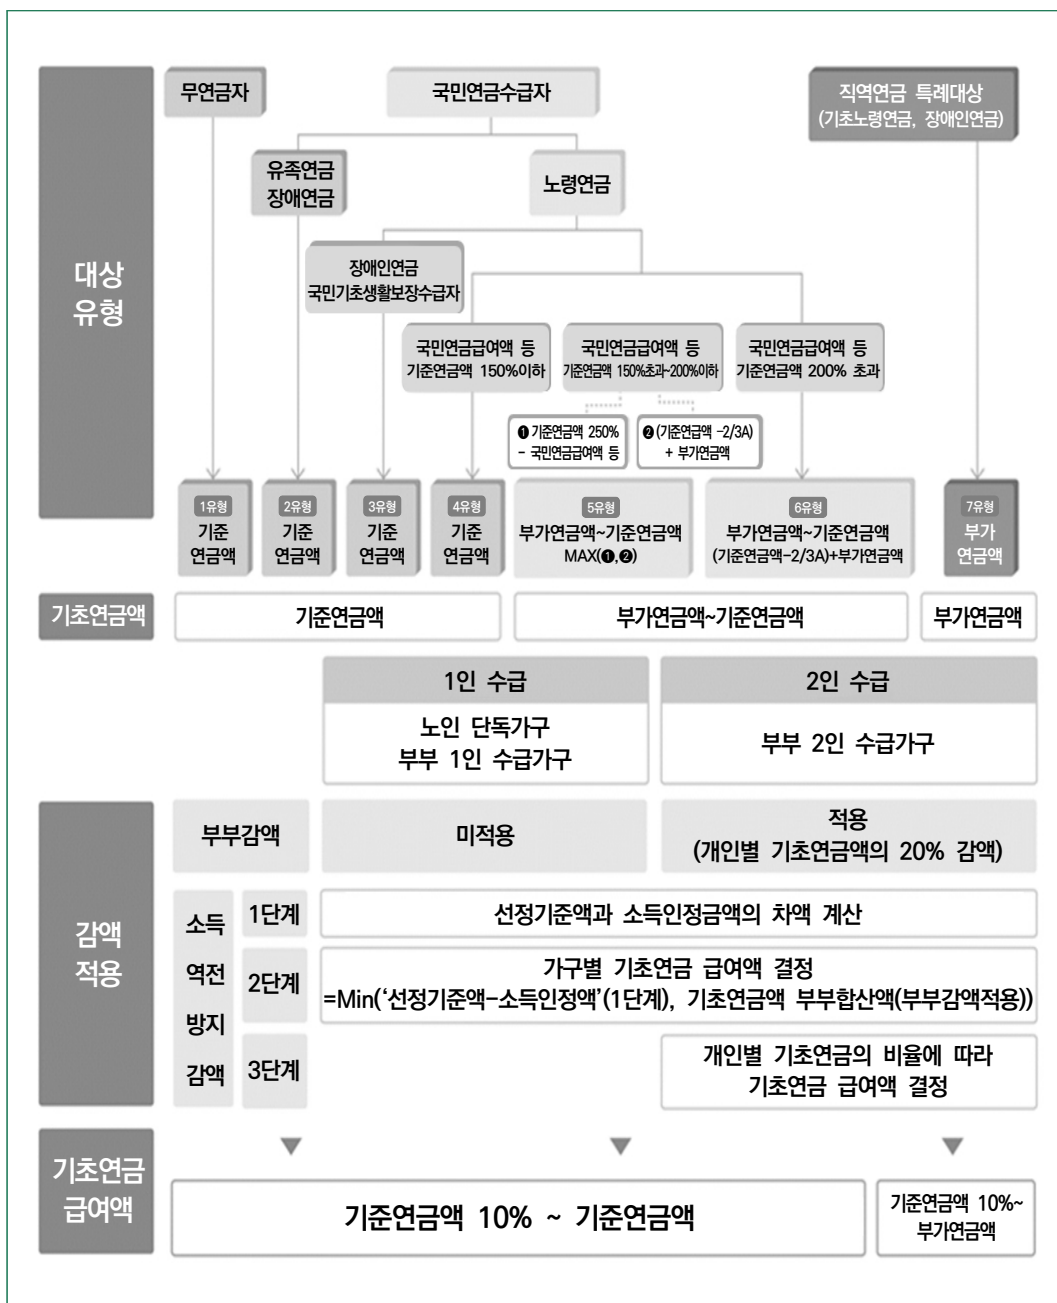 대상
유형
무연금자
국민연금수급자
직역연금 특례대상
(기초노령연금, 장애인연금)
유족연금
장애연금
노령연금
장애인연금
국민기초생활보장수급자
국민연금급여액 등
기준연금액 150%이하
국민연금급여액 등
기준연금액 150%초과~200%이하
국민연금급여액 등
기준연금액 200% 초과
❶ 기준연금액 250%
- 국민연금급여액 등
❷ (기준연급액 -2/3A)
+ 부가연금액
1유형
기준
연금액
2유형
기준
연금액
3유형
기준
연금액
4유형
기준
연금액
5유형
부가연금액~기준연금액
MAX(❶,❷)
6유형
부가연금액~기준연금액
(기준연금액-2/3A)+부가연금액
7유형
부가
연금액
기초연금액
기준연금액
부가연금액~기준연금액
부가연금액
1인 수급
노인 단독가구
부부 1인 수급가구
2인 수급
부부 2인 수급가구
감액
적용
부부감액
미적용
적용
(개인별 기초연금액의 20% 감액)
소득
역전
방지
감액
1단계
선정기준액과 소득인정금액의 차액 계산
2단계
가구별 기초연금 급여액 결정
=Min(‘선정기준액-소득인정액’(1단계), 기초연금액 부부합산액(부부감액적용))
3단계
개인별 기초연금의 비율에 따라
기초연금 급여액 결정
기초연금
급여액
기준연금액 10% ~ 기준연금액
기준연금액 10%~
부가연금액